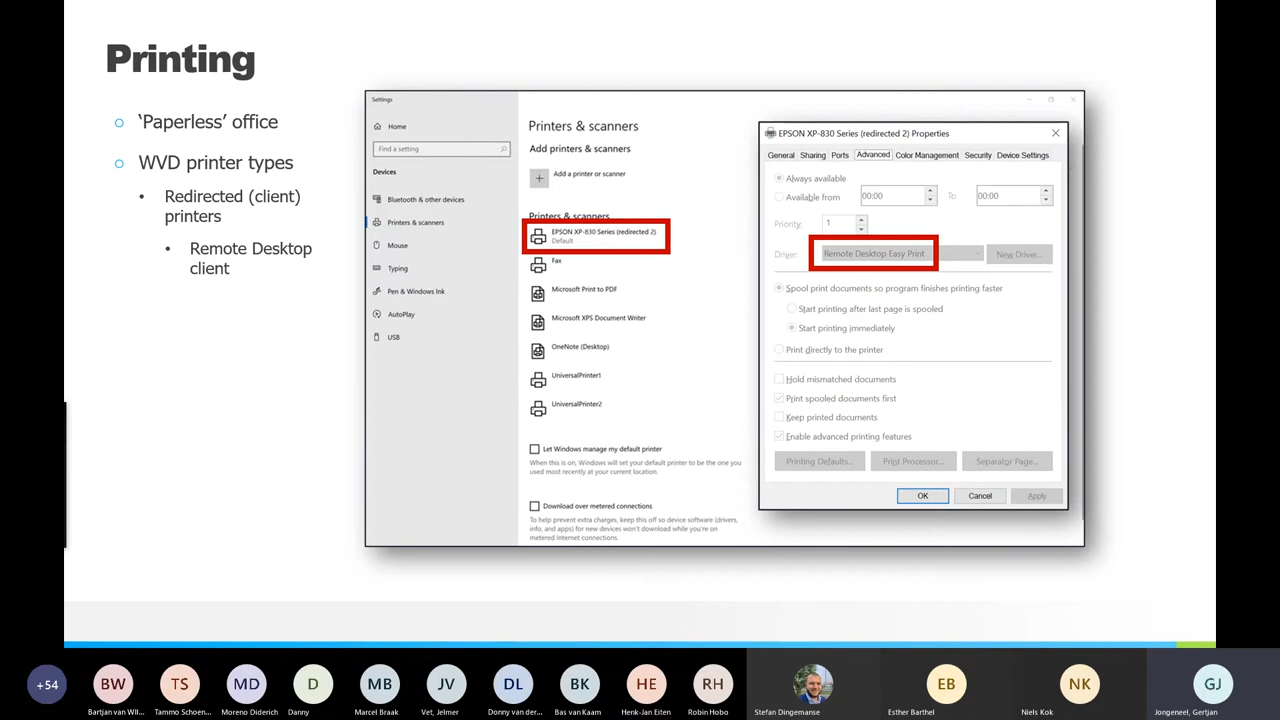 Printing
'Paperless' office
WVD printer types
Redirected (client)
printers
Remote Desktop
client
Settings
Home
Find a setting
Devices
Bluetooth & other devices
Printers & scanners
Mouse
Typing
Pen & Windows Ink
AutoPlay
USB
Printers & scanners
Add printers & scanners
Add a printer or scanner
Printers & scanners
EPSON XP-830 Series (redirected 2)
Default
Fax
Microsoft Print to PDF
Microsoft XPS Document Writer
OneNote (Desktop)
UniversalPrinter1
UniversalPrinter2
Let Windows manage my default printer
When this is on, Windows will set your default printer to be the one you
used most recently at your current location.
Download over metered connections
To help prevent extra charges, keep this off so device software (drivers,
info, and apps) for new devices won't download while you're on
metered Internet connections.
EPSON XP-830 Series (redirected 2) Properties
General Sharing Ports Advanced Color Management Security Device Settings
Always available
Available from 00:00 To 00:00
Priority: 1
Driver: Remote Desktop Easy Print New Driver...
Spool print documents so program finishes printing faster
Start printing after last page is spooled
Start printing immediately
Print directly to the printer
Hold mismatched documents
Print spooled documents first
Keep printed documents
Enable advanced printing features
Printing Defaults... Print Processor... Separator Page...
OK Cancel Apply
+54 BW TS MD D MB JV DL BK HE RH EB NK GJ
Bartjan van Wil... Tammo Schoen... Moreno Diderich Danny Marcel Braak Vet, Jelmer Donny van der... Bas van Kaam Henk-Jan Eiten Robin Hobo Stefan Dingemanse Esther Barthel Niels Kok Jongeneel, Gertjan